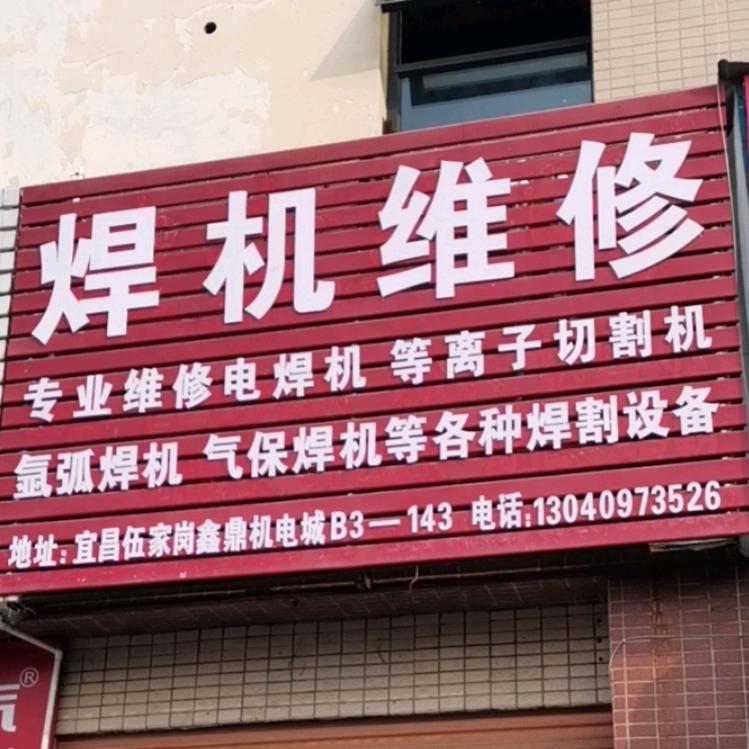 焊机维修
专业维修电焊机 等离子切割机
氩弧焊机 气保焊机等各种焊割设备
地址:宜昌伍家岗鑫鼎机电城B3—143 电话:13040973526
®